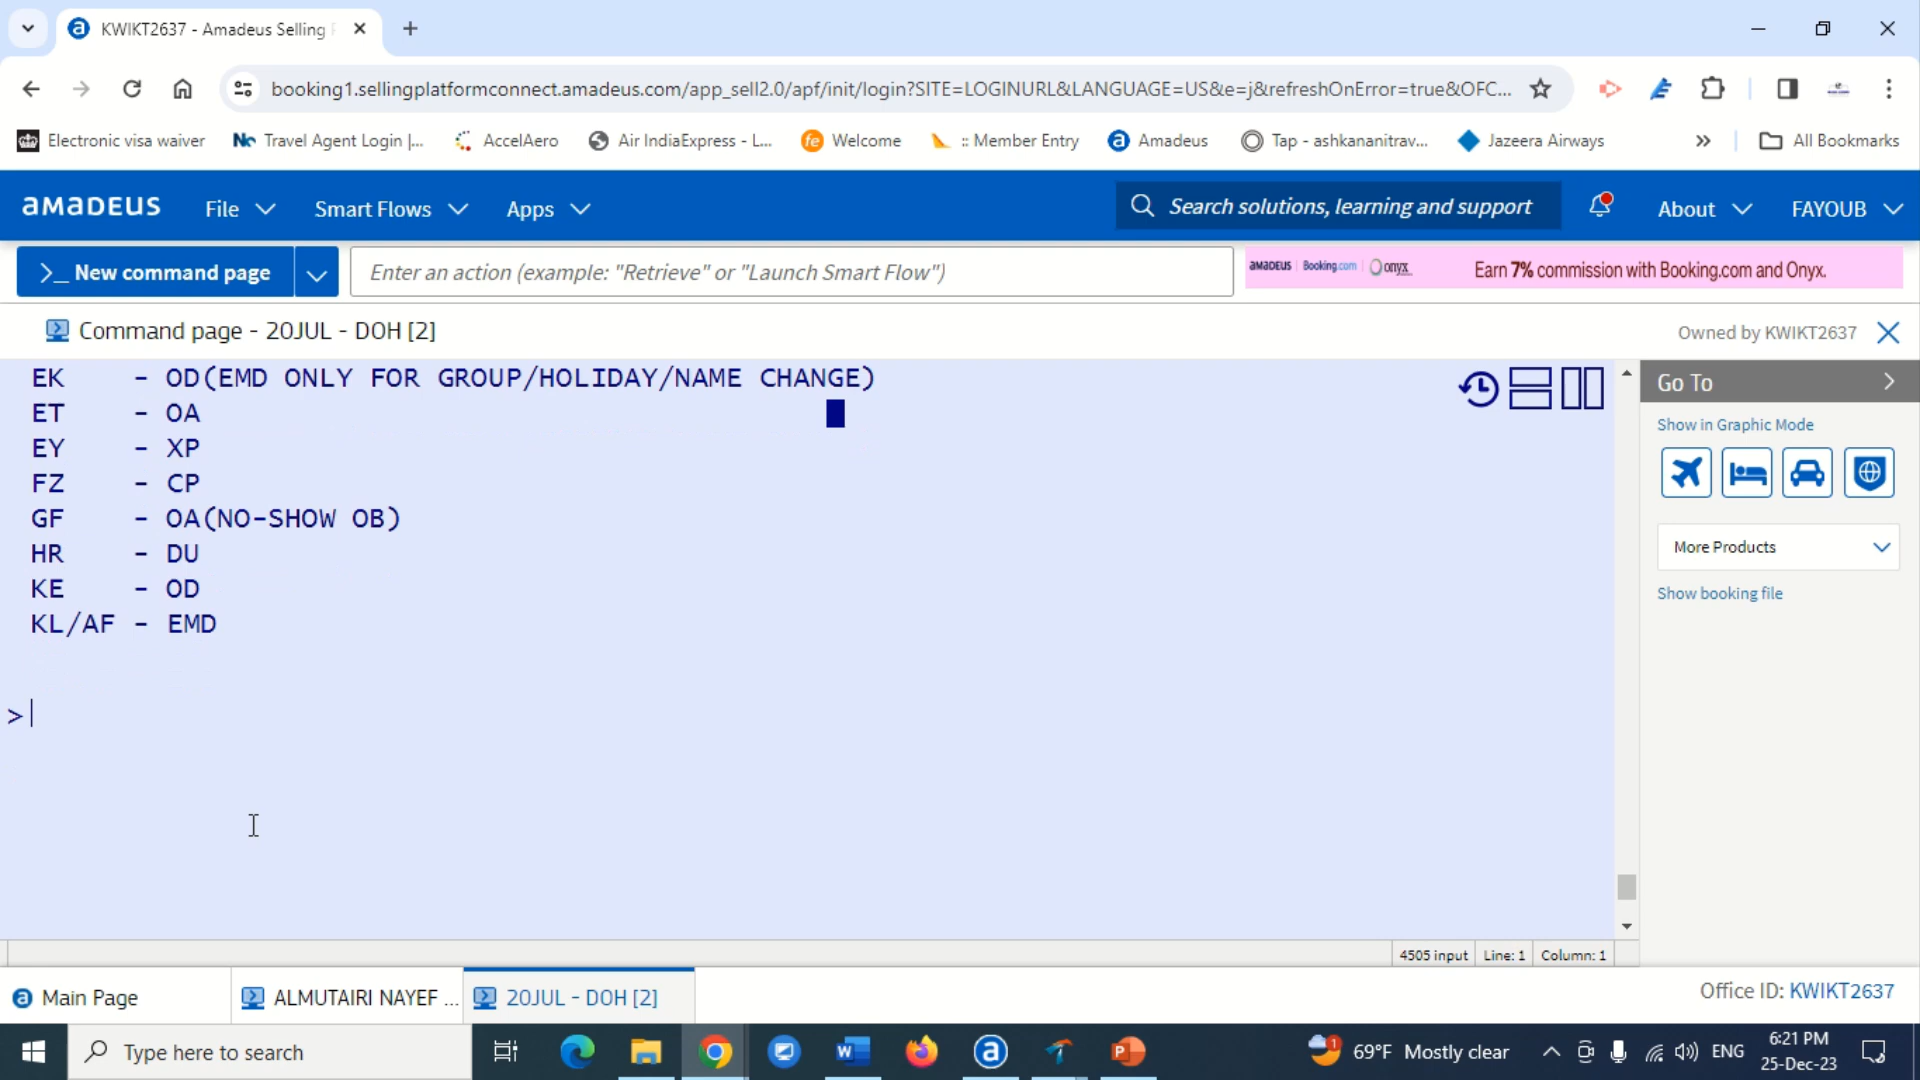 KWIKT2637 - Amadeus Selling
booking1.sellingplatformconnect.amadeus.com/app_sell2.0/apf/init/login?SITE=LOGINURL&LANGUAGE=US&e=j&refreshOnError=true&OFC...
Electronic visa waiver Travel Agent Login |... AccelAero Air IndiaExpress - L... Welcome :: Member Entry Amadeus Tap - ashkananitrav... Jazeera Airways » All Bookmarks
amadeus File Smart Flows Apps Search solutions, learning and support About FAYOUB
>_ New command page Enter an action (example: "Retrieve" or "Launch Smart Flow") amadeus Booking.com onyx Earn 7% commission with Booking.com and Onyx.
Command page - 20JUL - DOH [2] Owned by KWIKT2637
EK - OD(EMD ONLY FOR GROUP/HOLIDAY/NAME CHANGE)
ET - OA
EY - XP
FZ - CP
GF - OA(NO-SHOW OB)
HR - DU
KE - OD
KL/AF - EMD
>
Go To
Show in Graphic Mode
More Products
Show booking file
4505 input Line: 1 Column: 1
Main Page ALMUTAIRI NAYEF ... 20JUL - DOH [2] Office ID: KWIKT2637
Type here to search 69°F Mostly clear ENG 6:21 PM
25-Dec-23